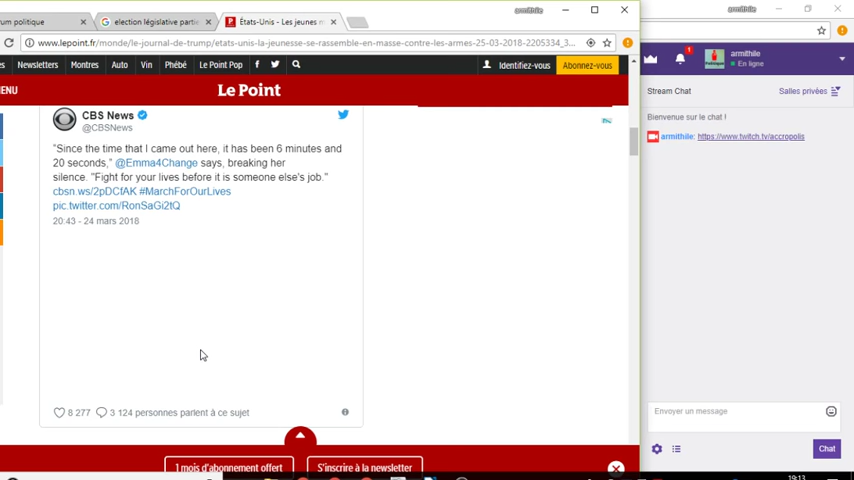 armithile
armithile
rum politique
election législative partie
États-Unis - Les jeunes m
www.lepoint.fr/monde/le-journal-de-trump/etats-unis-la-jeunesse-se-rassemble-en-masse-contre-les-armes-25-03-2018-2205334_3...
Newsletters Montres Auto Vin Phébé Le Point Pop Identifiez-vous Abonnez-vous
1
armithile
En ligne
MENU Le Point
Stream Chat Salles privées
CBS News
@CBSNews
Bienvenue sur le chat !
armithile: https://www.twitch.tv/accropolis
"Since the time that I came out here, it has been 6 minutes and
20 seconds," @Emma4Change says, breaking her
silence. "Fight for your lives before it is someone else's job."
cbsn.ws/2pDCfAK #MarchForOurLives
pic.twitter.com/RonSaGi2tQ
20:43 - 24 mars 2018
8 277 3 124 personnes parlent à ce sujet
Envoyer un message
Chat
1 mois d'abonnement offert S'inscrire à la newsletter
19:13